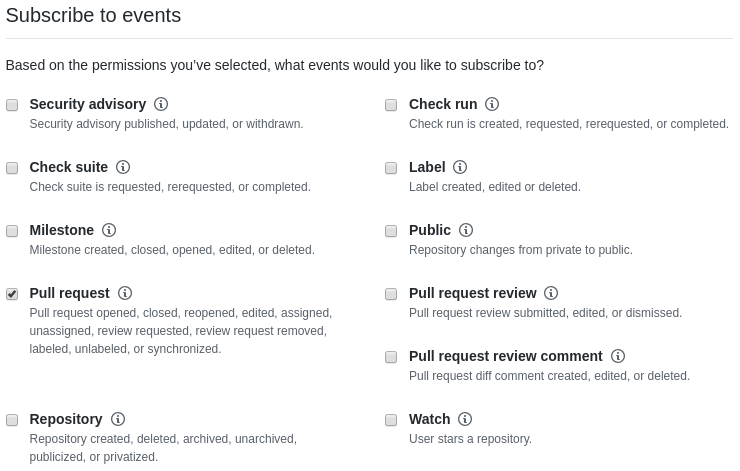 Subscribe to events
Based on the permissions you’ve selected, what events would you like to subscribe to?
Security advisory
Security advisory published, updated, or withdrawn.
Check run
Check run is created, requested, rerequested, or completed.
Check suite
Check suite is requested, rerequested, or completed.
Label
Label created, edited or deleted.
Milestone
Milestone created, closed, opened, edited, or deleted.
Public
Repository changes from private to public.
Pull request
Pull request opened, closed, reopened, edited, assigned,
unassigned, review requested, review request removed,
labeled, unlabeled, or synchronized.
Pull request review
Pull request review submitted, edited, or dismissed.
Pull request review comment
Pull request diff comment created, edited, or deleted.
Repository
Repository created, deleted, archived, unarchived,
publicized, or privatized.
Watch
User stars a repository.